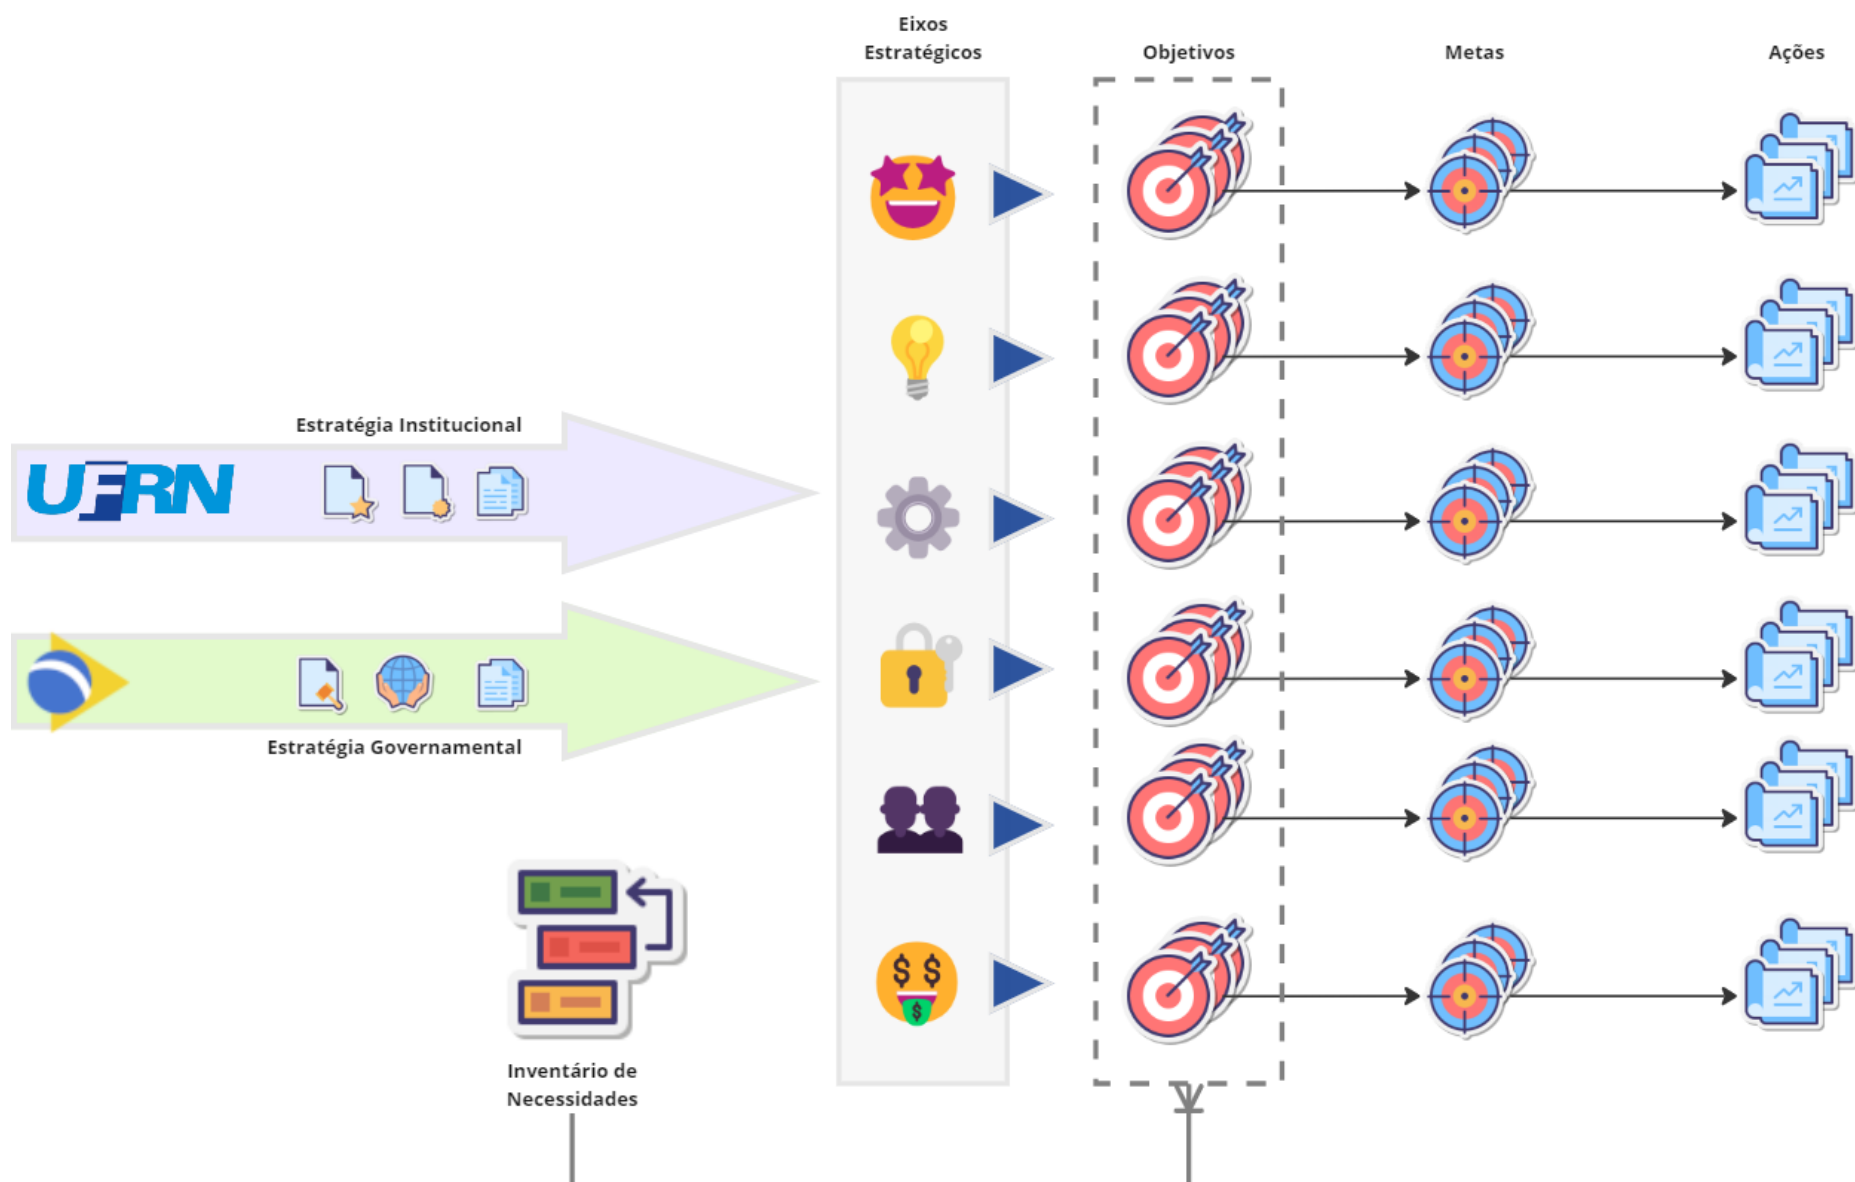 Eixos
Estratégicos
Objetivos
Metas
Ações
Estratégia Institucional
UFRN
Estratégia Governamental
Inventário de
Necessidades
$ $
$